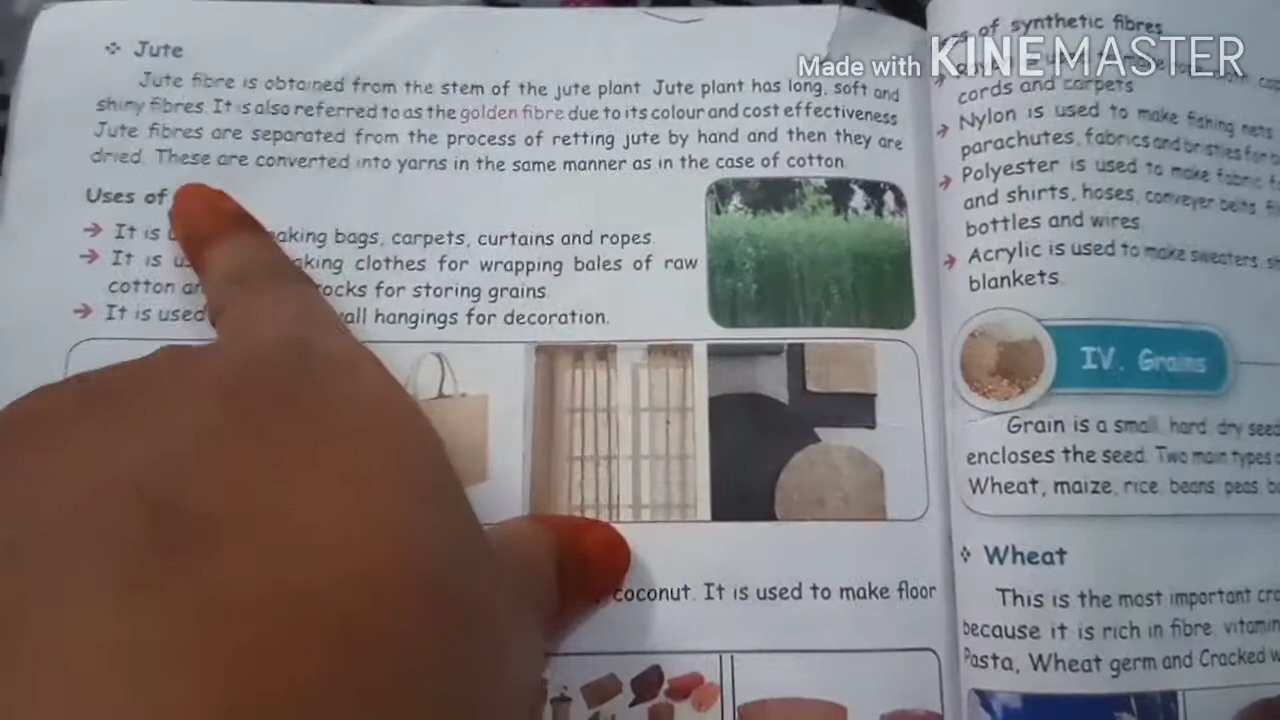 Made with KINEMASTER
❖ Jute
Jute fibre is obtained from the stem of the jute plant. Jute plant has long, soft and
shiny fibres. It is also referred to as the golden fibre due to its colour and cost effectiveness
Jute fibres are separated from the process of retting jute by hand and then they are
dried. These are converted into yarns in the same manner as in the case of cotton.
Uses of
→ It is making bags, carpets, curtains and ropes.
→ It is making clothes for wrapping bales of raw
cotton for storing grains.
→ It is used wall hangings for decoration.
coconut. It is used to make floor
of synthetic fibres
cords and carpets
→ Nylon is used to make fishing nets
parachutes, fabrics and bristles for
→ Polyester is used to make fabric
and shirts, hoses, conveyer belts,
bottles and wires.
→ Acrylic is used to make sweaters,
blankets.
IV. Grains
Grain is a small, hard, dry seed
encloses the seed. Two main types
Wheat, maize, rice, beans, peas,
❖ Wheat
This is the most important
because it is rich in fibre,
Pasta, Wheat germ and Cracked